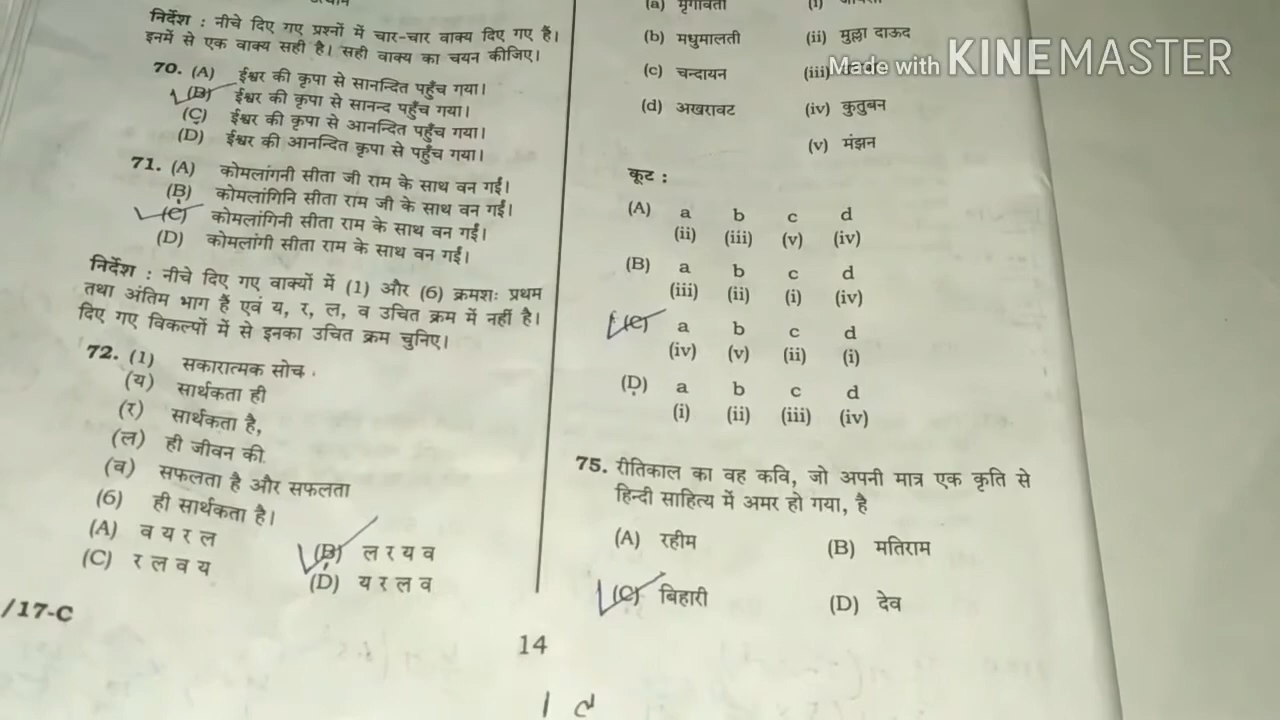 निर्देश : नीचे दिए गए प्रश्नों में चार-चार वाक्य दिए गए हैं।
इनमें से एक वाक्य सही है। सही वाक्य का चयन कीजिए।
70. (A) ईश्वर की कृपा से सानन्दित पहुँच गया।
(B) ईश्वर की कृपा से सानन्द पहुँच गया।
(C) ईश्वर की कृपा से आनन्दित पहुँच गया।
(D) ईश्वर की आनन्दित कृपा से पहुँच गया।
71. (A) कोमलांगनी सीता जी राम के साथ वन गईं।
(B) कोमलांगिनि सीता राम जी के साथ वन गईं।
(C) कोमलांगिनी सीता राम के साथ वन गईं।
(D) कोमलांगी सीता राम के साथ वन गईं।
निर्देश : नीचे दिए गए वाक्यों में (1) और (6) क्रमशः प्रथम
तथा अंतिम भाग हैं एवं य, र, ल, व उचित क्रम में नहीं है।
दिए गए विकल्पों में से इनका उचित क्रम चुनिए।
72. (1) सकारात्मक सोच
(य) सार्थकता ही
(र) सार्थकता है,
(ल) ही जीवन की
(व) सफलता है और सफलता
(6) ही सार्थकता है।
(A) व य र ल
(B) ल र य व
(C) र ल व य
(D) य र ल व
/17-C
(a) मृगावती (i)
(b) मधुमालती (ii) मुल्ला दाऊद
(c) चन्दायन (iii)
(d) अखरावट (iv) कुतुबन
(v) मंझन
कूट :
(A) a b c d
(ii) (iii) (v) (iv)
(B) a b c d
(iii) (ii) (i) (iv)
(C) a b c d
(iv) (v) (ii) (i)
(D) a b c d
(i) (ii) (iii) (iv)
75. रीतिकाल का वह कवि, जो अपनी मात्र एक कृति से
हिन्दी साहित्य में अमर हो गया, है
(A) रहीम (B) मतिराम
(C) बिहारी (D) देव
14
Made with KINEMASTER